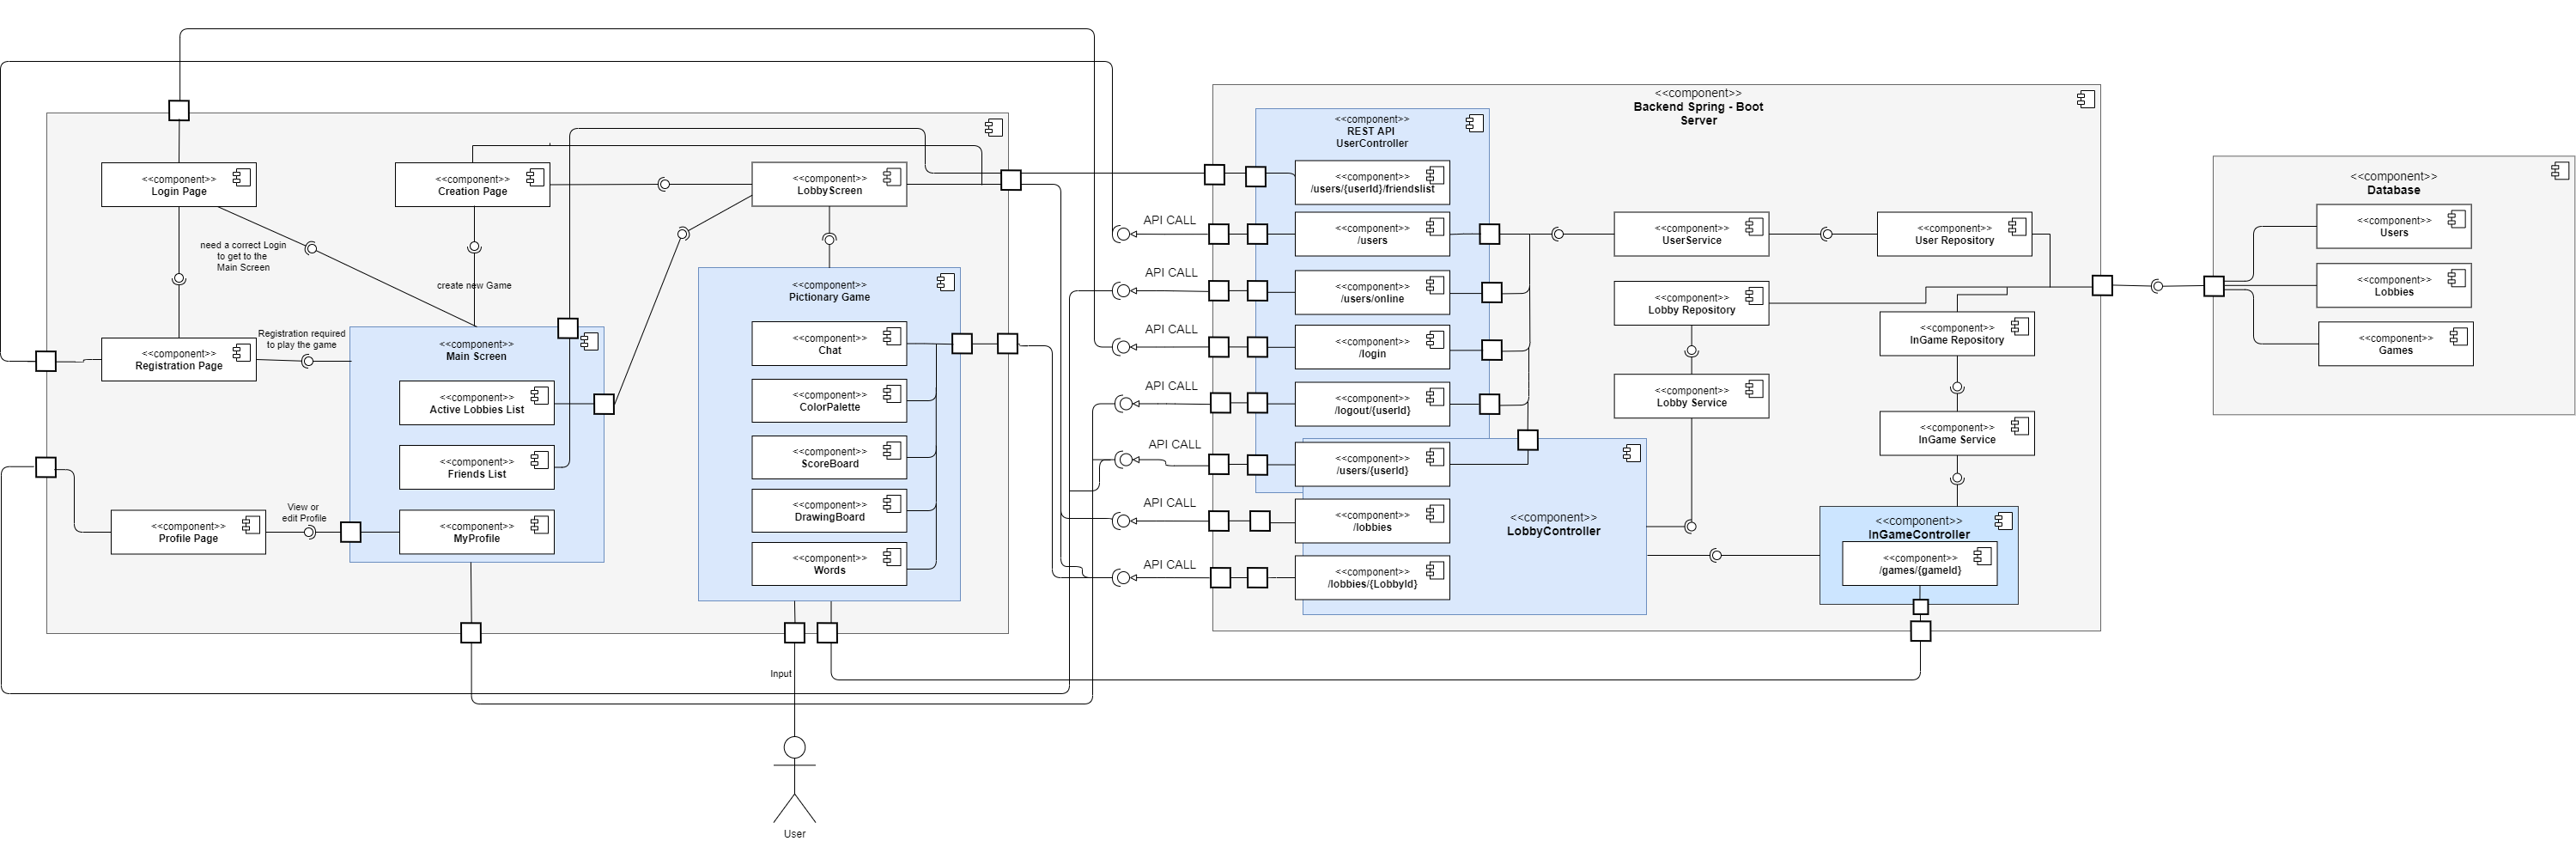 <<component>>
Login Page
<<component>>
Creation Page
<<component>>
LobbyScreen
need a correct Login
to get to the
Main Screen
create new Game
<<component>>
Registration Page
Registration required
to play the game
<<component>>
Main Screen
<<component>>
Active Lobbies List
<<component>>
Friends List
<<component>>
MyProfile
View or
edit Profile
<<component>>
Profile Page
<<component>>
Pictionary Game
<<component>>
Chat
<<component>>
ColorPalette
<<component>>
ScoreBoard
<<component>>
DrawingBoard
<<component>>
Words
Input
User
API CALL
API CALL
API CALL
API CALL
API CALL
API CALL
API CALL
<<component>>
Backend Spring - Boot
Server
<<component>>
REST API
UserController
<<component>>
/users/{userId}/friendslist
<<component>>
/users
<<component>>
/users/online
<<component>>
/login
<<component>>
/logout/{userId}
<<component>>
/users/{userId}
<<component>>
/lobbies
<<component>>
/lobbies/{LobbyId}
<<component>>
LobbyController
<<component>>
UserService
<<component>>
User Repository
<<component>>
Lobby Repository
<<component>>
InGame Repository
<<component>>
Lobby Service
<<component>>
InGame Service
<<component>>
InGameController
<<component>>
/games/{gameId}
<<component>>
Database
<<component>>
Users
<<component>>
Lobbies
<<component>>
Games